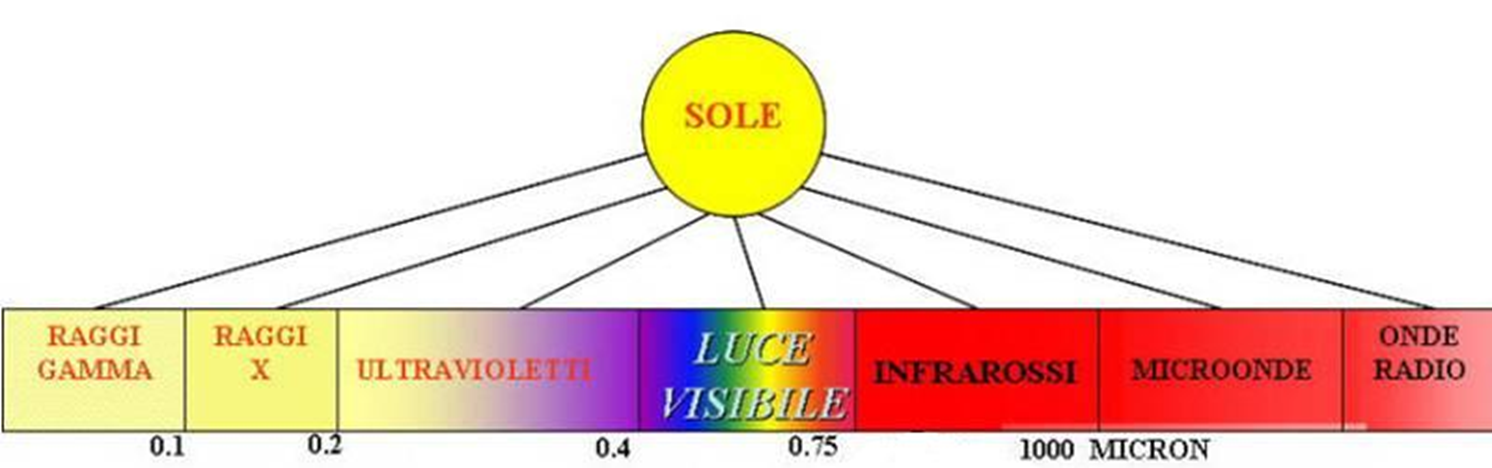 SOLE
RAGGI GAMMA
RAGGI X
ULTRAVIOLETTI
LUCE VISIBILE
INFRAROSSI
MICROONDE
ONDE RADIO
0.1
0.2
0.4
0.75
1000 MICRON